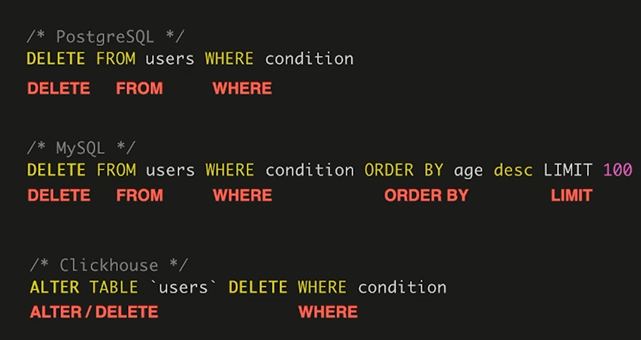 /* PostgreSQL */
DELETE FROM users WHERE condition
DELETE FROM WHERE
/* MySQL */
DELETE FROM users WHERE condition ORDER BY age desc LIMIT 100
DELETE FROM WHERE ORDER BY LIMIT
/* Clickhouse */
ALTER TABLE `users` DELETE WHERE condition
ALTER / DELETE WHERE